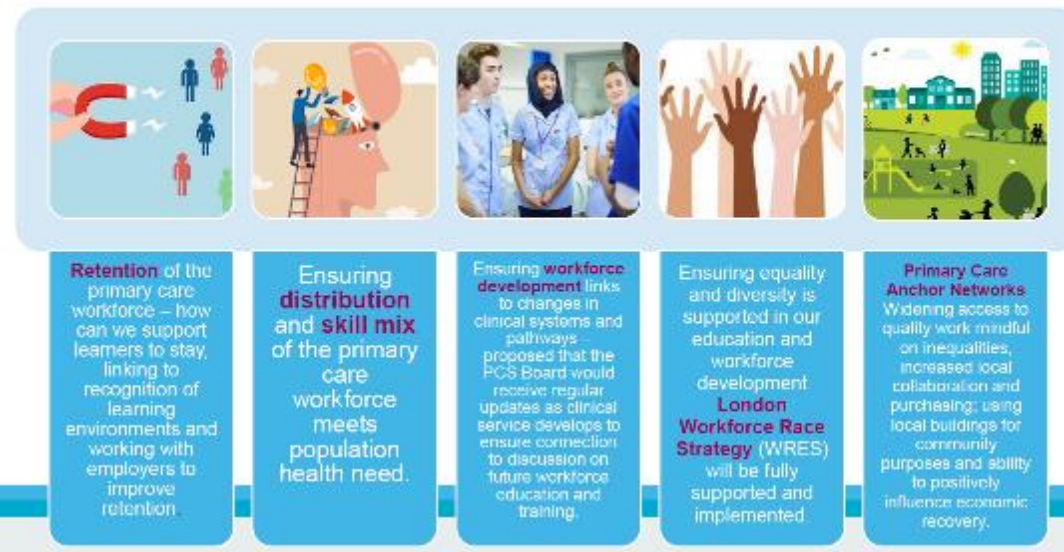 Retention of the
primary care
workforce – how
can we support
learners to stay,
linking to
recognition of
learning
environments and
working with
employers to
improve
retention.
Ensuring
distribution
and skill mix
of the primary
care
workforce
meets
population
health need.
Ensuring workforce
development links
to changes in
clinical systems and
pathways –
proposed that the
PCS Board would
receive regular
updates as clinical
service develops to
ensure connection
to discussion on
future workforce
education and
training.
Ensuring equality
and diversity is
supported in our
education and
workforce
development
London
Workforce Race
Strategy (WRES)
will be fully
supported and
implemented.
Primary Care
Anchor Networks
Widening access to
quality work mindful
on inequalities,
increased local
collaboration and
purchasing; using
local buildings for
community
purposes and ability
to positively
influence economic
recovery.